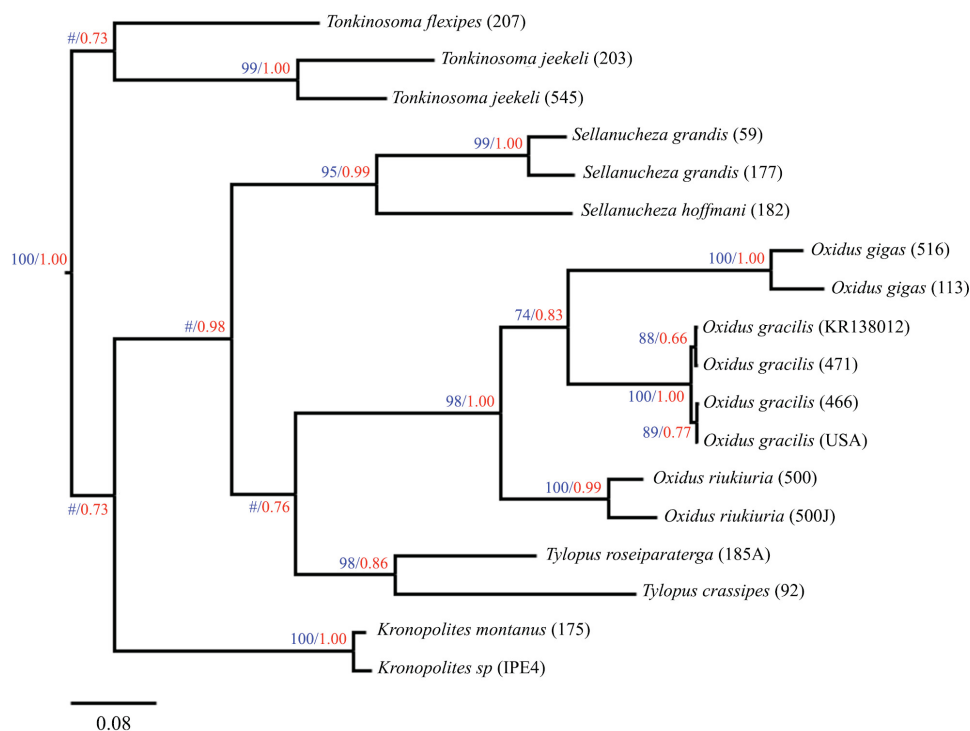 Tonkinosoma flexipes (207)
#/0.73
Tonkinosoma jeekeli (203)
99/1.00
Tonkinosoma jeekeli (545)
Sellanucheza grandis (59)
99/1.00
95/0.99
Sellanucheza grandis (177)
Sellanucheza hoffmani (182)
Oxidus gigas (516)
100/1.00
100/1.00
Oxidus gigas (113)
74/0.83
#/0.98
Oxidus gracilis (KR138012)
88/0.66
Oxidus gracilis (471)
100/1.00
98/1.00
Oxidus gracilis (466)
89/0.77
Oxidus gracilis (USA)
Oxidus riukiuria (500)
100/0.99
#/0.73
#/0.76
Oxidus riukiuria (500J)
Tylopus roseiparaterga (185A)
98/0.86
Tylopus crassipes (92)
Kronopolites montanus (175)
100/1.00
Kronopolites sp (IPE4)
0.08